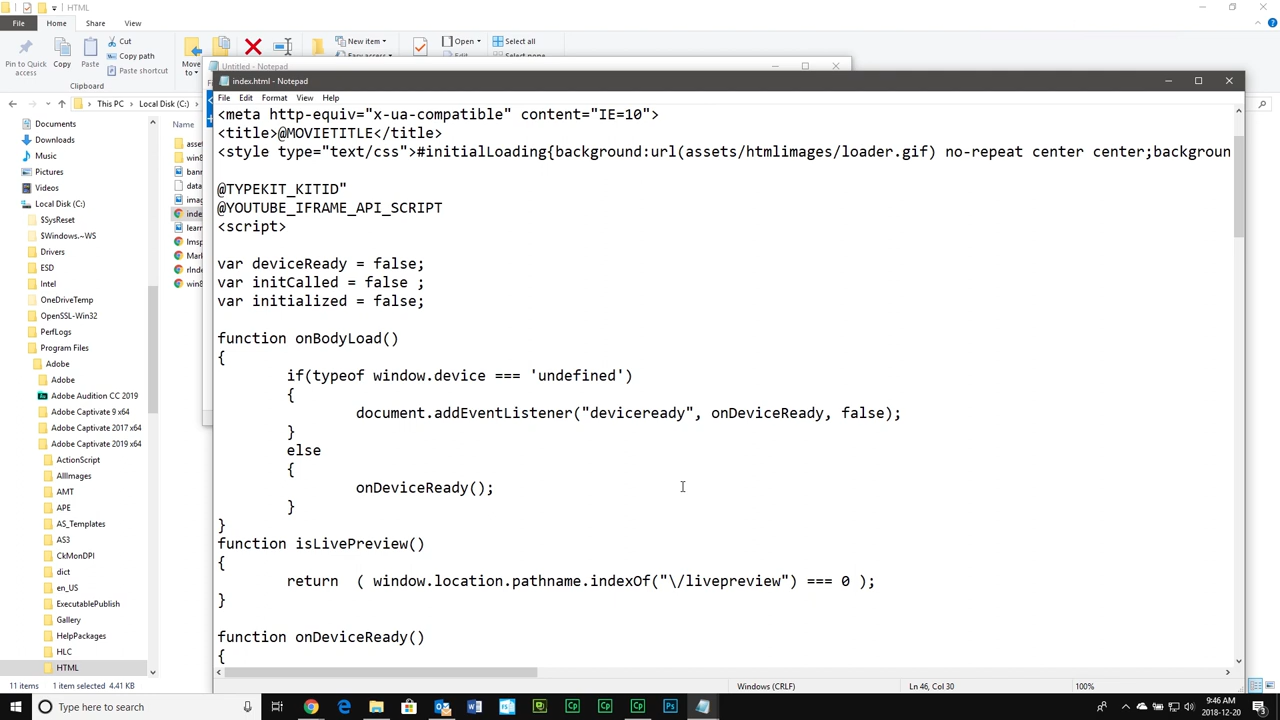 HTML
File
Home
Share
View
Pin to Quick access
Copy
Paste
Cut
Copy path
Paste shortcut
Clipboard
Move to
New item
Open
Select all
This PC
Local Disk (C:)
Documents
Downloads
Music
Pictures
Videos
Local Disk (C:)
$SysReset
$Windows.~WS
Drivers
ESD
Intel
OneDriveTemp
OpenSSL-Win32
PerfLogs
Program Files
Adobe
Adobe
Adobe Audition CC 2019
Adobe Captivate 9 x64
Adobe Captivate 2017 x64
Adobe Captivate 2019 x64
ActionScript
AllImages
AMT
APE
AS_Templates
AS3
CkMonDPI
dict
en_US
ExecutablePublish
Gallery
HelpPackages
HLC
HTML
11 items
1 item selected 4.41 KB
Name
Untitled - Notepad
index.html - Notepad
File Edit Format View Help
<meta http-equiv="x-ua-compatible" content="IE=10">
<title>@MOVIETITLE</title>
<style type="text/css">#initialLoading{background:url(assets/htmlimages/loader.gif) no-repeat center center;backgroun
@TYPEKIT_KITID"
@YOUTUBE_IFRAME_API_SCRIPT
<script>
var deviceReady = false;
var initCalled = false ;
var initialized = false;
function onBodyLoad()
{
if(typeof window.device === 'undefined')
{
document.addEventListener("deviceready", onDeviceReady, false);
}
else
{
onDeviceReady();
}
}
function isLivePreview()
{
return ( window.location.pathname.indexOf("\/livepreview") === 0 );
}
function onDeviceReady()
{
Windows (CRLF)
Ln 46, Col 30
100%
Type here to search
9:46 AM
2018-12-20